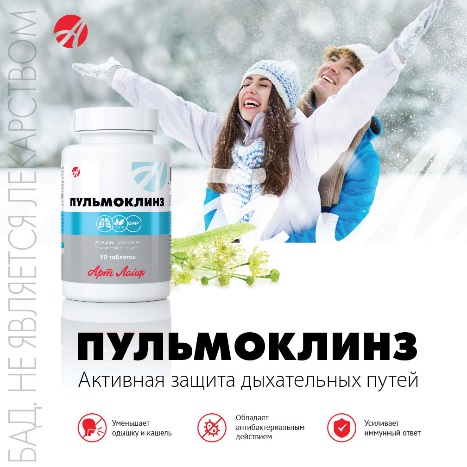 БАД. НЕ ЯВЛЯЕТСЯ ЛЕКАРСТВОМ
ПУЛЬМОКЛИНЗ
90 таблеток
Арт Лайф
ПУЛЬМОКЛИНЗ
Активная защита дыхательных путей
Уменьшает
одышку и кашель
Обладает
антибактериальным
действием
Усиливает
иммунный ответ